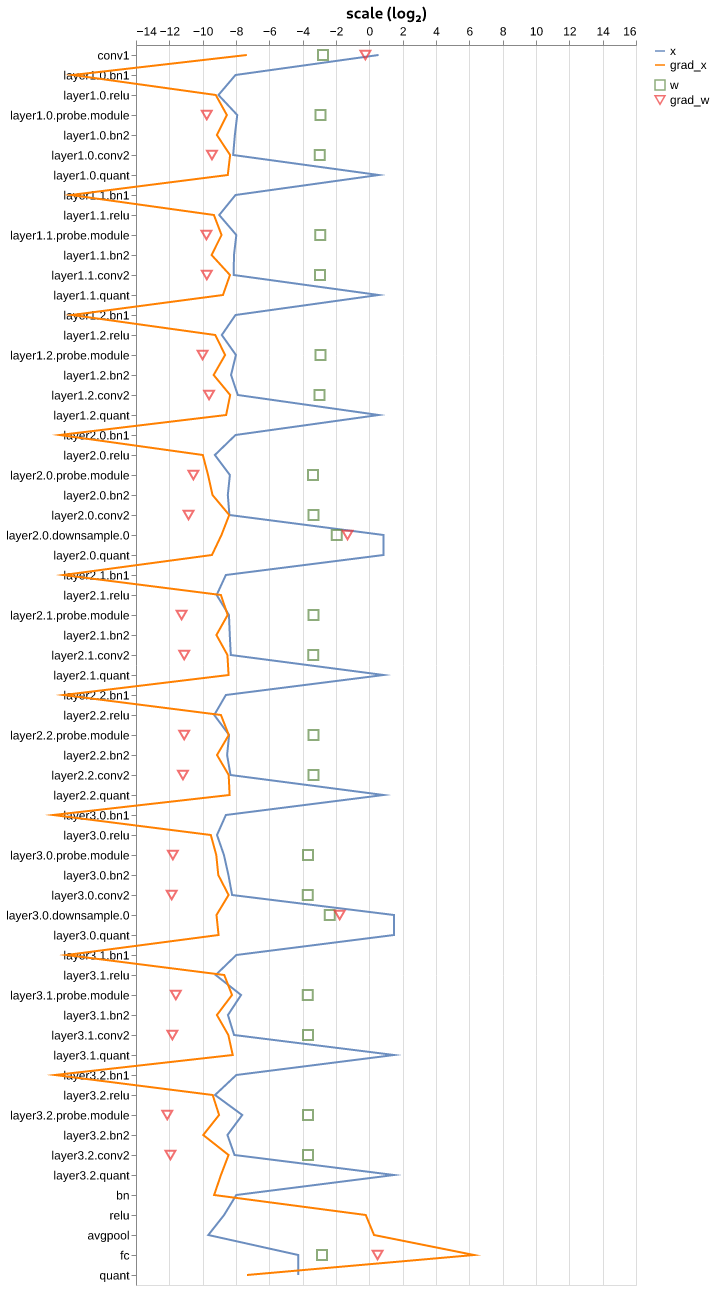 scale (log₂)
−14 −12 −10 −8 −6 −4 −2 0 2 4 6 8 10 12 14 16
x
grad_x
w
grad_w
conv1
layer1.0.bn1
layer1.0.relu
layer1.0.probe.module
layer1.0.bn2
layer1.0.conv2
layer1.0.quant
layer1.1.bn1
layer1.1.relu
layer1.1.probe.module
layer1.1.bn2
layer1.1.conv2
layer1.1.quant
layer1.2.bn1
layer1.2.relu
layer1.2.probe.module
layer1.2.bn2
layer1.2.conv2
layer1.2.quant
layer2.0.bn1
layer2.0.relu
layer2.0.probe.module
layer2.0.bn2
layer2.0.conv2
layer2.0.downsample.0
layer2.0.quant
layer2.1.bn1
layer2.1.relu
layer2.1.probe.module
layer2.1.bn2
layer2.1.conv2
layer2.1.quant
layer2.2.bn1
layer2.2.relu
layer2.2.probe.module
layer2.2.bn2
layer2.2.conv2
layer2.2.quant
layer3.0.bn1
layer3.0.relu
layer3.0.probe.module
layer3.0.bn2
layer3.0.conv2
layer3.0.downsample.0
layer3.0.quant
layer3.1.bn1
layer3.1.relu
layer3.1.probe.module
layer3.1.bn2
layer3.1.conv2
layer3.1.quant
layer3.2.bn1
layer3.2.relu
layer3.2.probe.module
layer3.2.bn2
layer3.2.conv2
layer3.2.quant
bn
relu
avgpool
fc
quant